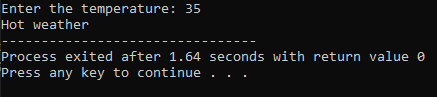 Enter the temperature: 35
Hot weather
--------------------------------
Process exited after 1.64 seconds with return value 0
Press any key to continue . . .